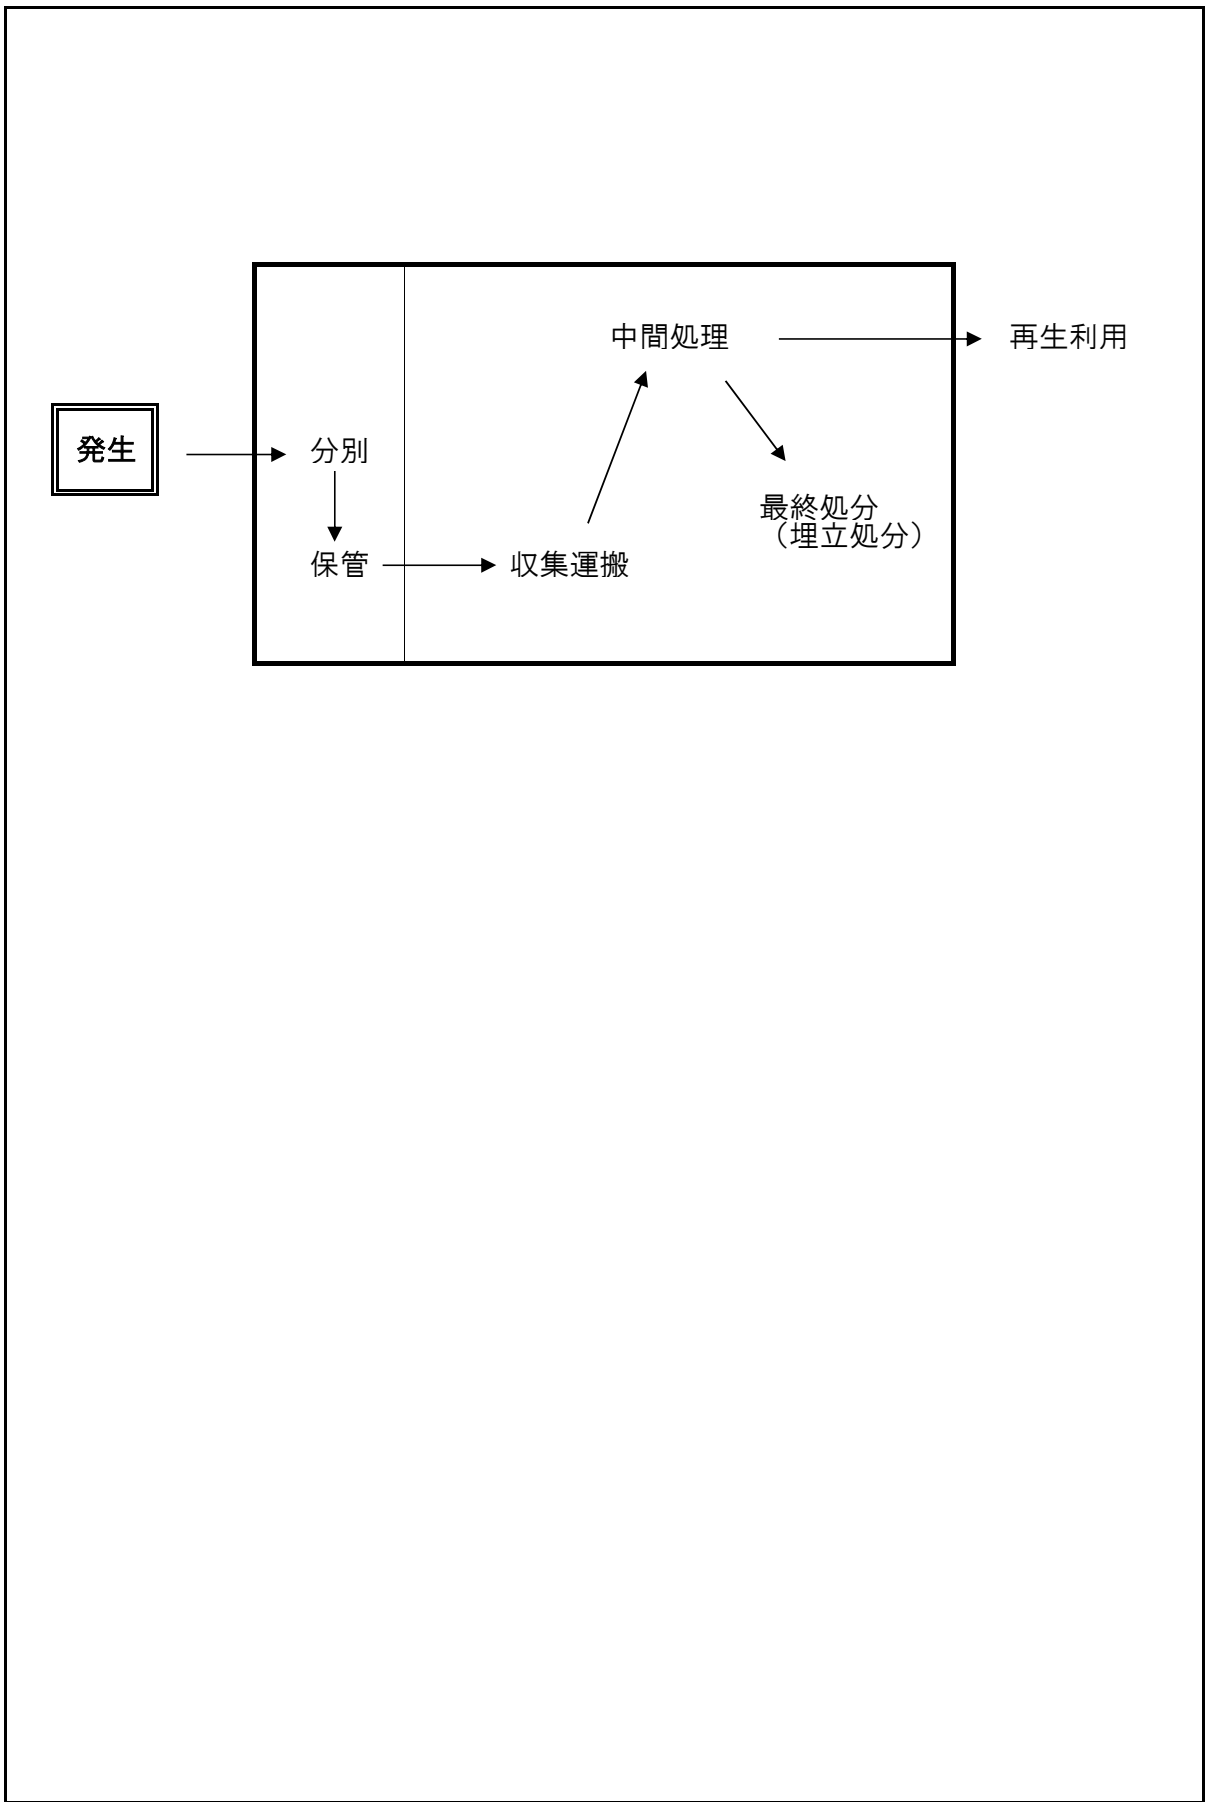 中間処理
再生利用
発生
分別
最終処分
（埋立処分）
保管
収集運搬